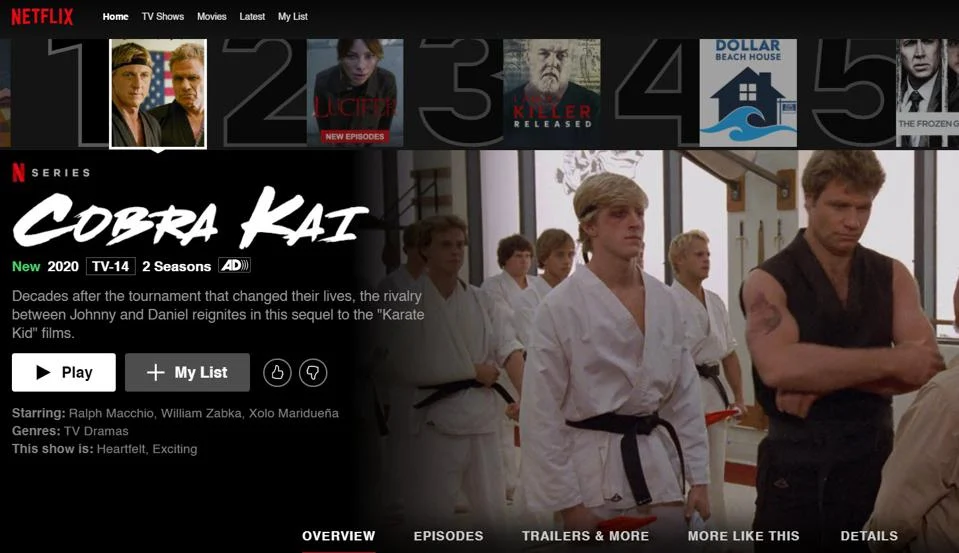 NETFLIX Home TV Shows Movies Latest My List
1 2 3 4 5
LUCIFER
NEW EPISODES
KILLER
RELEASED
DOLLAR
BEACH HOUSE
THE FROZEN G
N SERIES
COBRA KAI
New 2020 TV-14 2 Seasons AD)))
Decades after the tournament that changed their lives, the rivalry
between Johnny and Daniel reignites in this sequel to the "Karate
Kid" films.
Play + My List
Starring: Ralph Macchio, William Zabka, Xolo Maridueña
Genres: TV Dramas
This show is: Heartfelt, Exciting
OVERVIEW EPISODES TRAILERS & MORE MORE LIKE THIS DETAILS